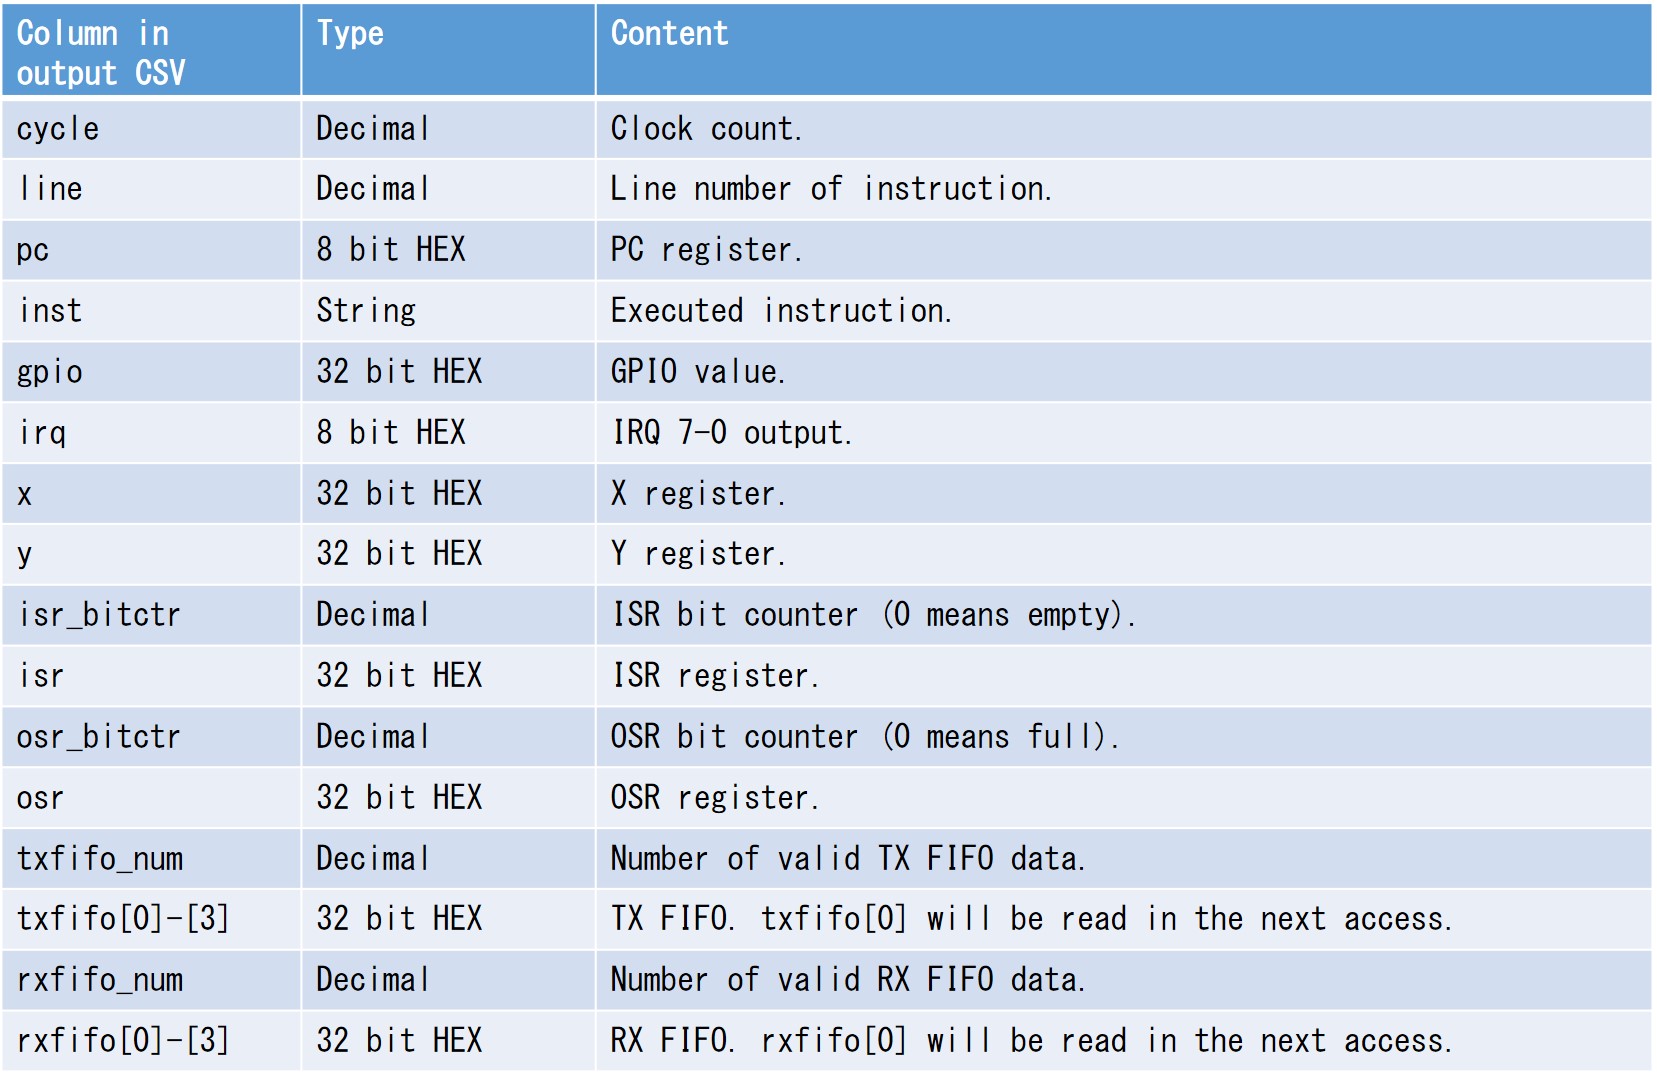 Column in output CSV Type Content
cycle Decimal Clock count.
line Decimal Line number of instruction.
pc 8 bit HEX PC register.
inst String Executed instruction.
gpio 32 bit HEX GPIO value.
irq 8 bit HEX IRQ 7-0 output.
x 32 bit HEX X register.
y 32 bit HEX Y register.
isr_bitctr Decimal ISR bit counter (0 means empty).
isr 32 bit HEX ISR register.
osr_bitctr Decimal OSR bit counter (0 means full).
osr 32 bit HEX OSR register.
txfifo_num Decimal Number of valid TX FIFO data.
txfifo[0]-[3] 32 bit HEX TX FIFO. txfifo[0] will be read in the next access.
rxfifo_num Decimal Number of valid RX FIFO data.
rxfifo[0]-[3] 32 bit HEX RX FIFO. rxfifo[0] will be read in the next access.